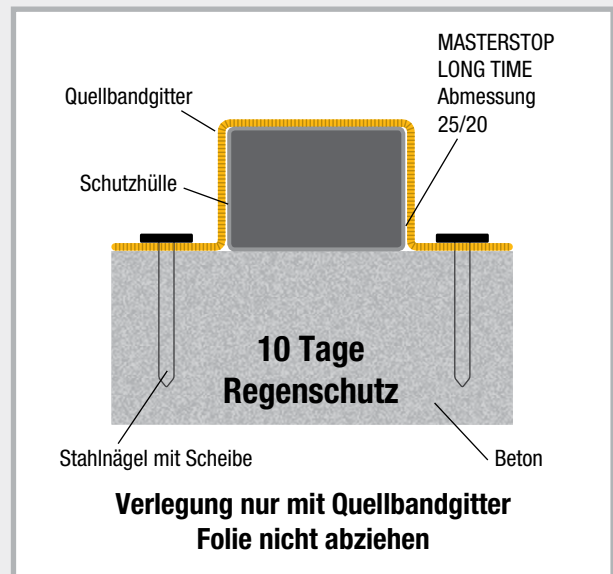 MASTERSTOP
LONG TIME
Abmessung
25/20
Quellbandgitter
Schutzhülle
10 Tage
Regenschutz
Stahlnägel mit Scheibe
Beton
Verlegung nur mit Quellbandgitter
Folie nicht abziehen